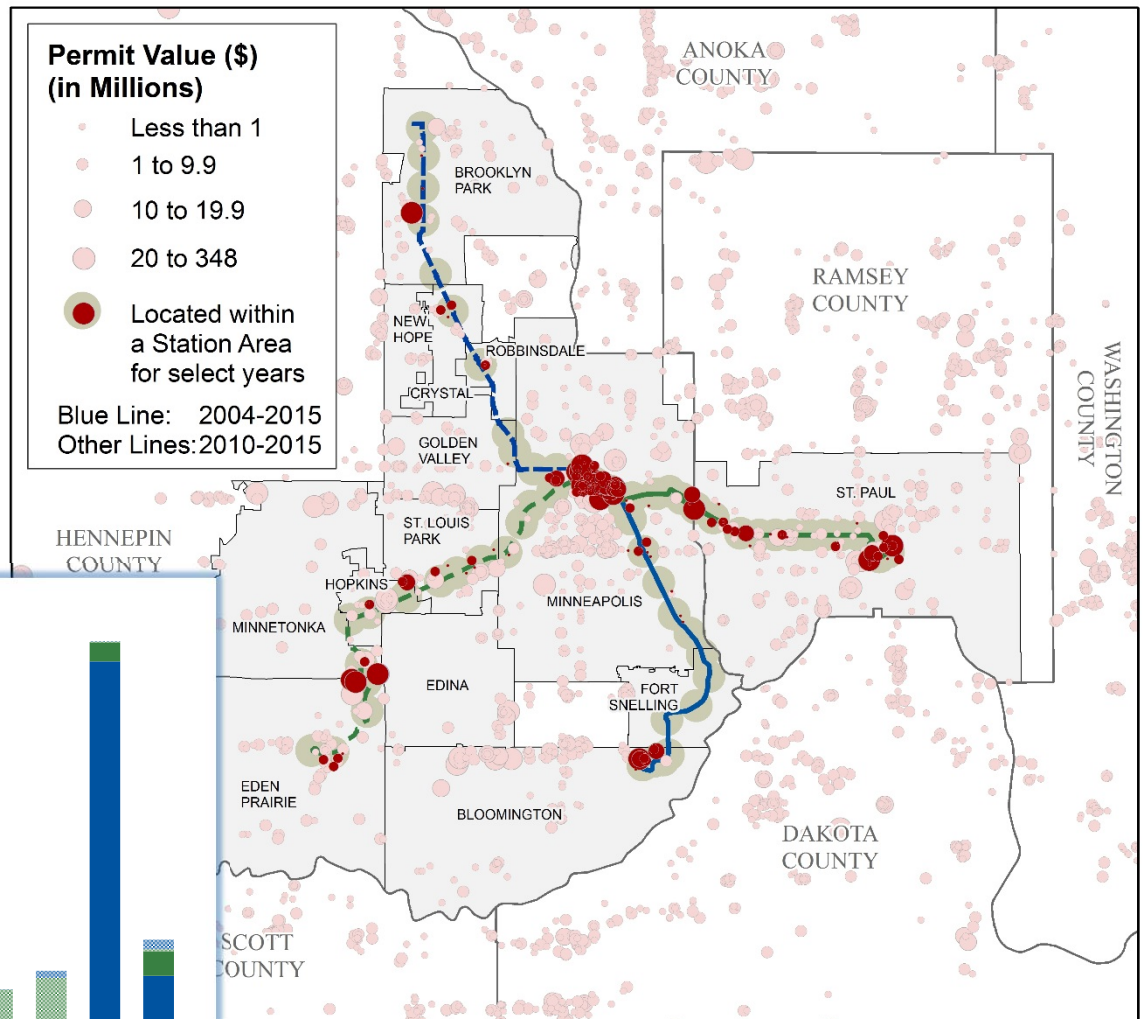 Permit Value ($)
(in Millions)
Less than 1
1 to 9.9
10 to 19.9
20 to 348
Located within
a Station Area
for select years
Blue Line: 2004-2015
Other Lines: 2010-2015
ANOKA
COUNTY
BROOKLYN
PARK
RAMSEY
COUNTY
NEW
HOPE
ROBBINSDALE
WASHINGTON
COUNTY
CRYSTAL
GOLDEN
VALLEY
ST. PAUL
ST. LOUIS
PARK
HENNEPIN
COUNTY
HOPKINS
MINNEAPOLIS
MINNETONKA
EDINA
FORT
SNELLING
EDEN
PRAIRIE
BLOOMINGTON
DAKOTA
COUNTY
SCOTT
COUNTY